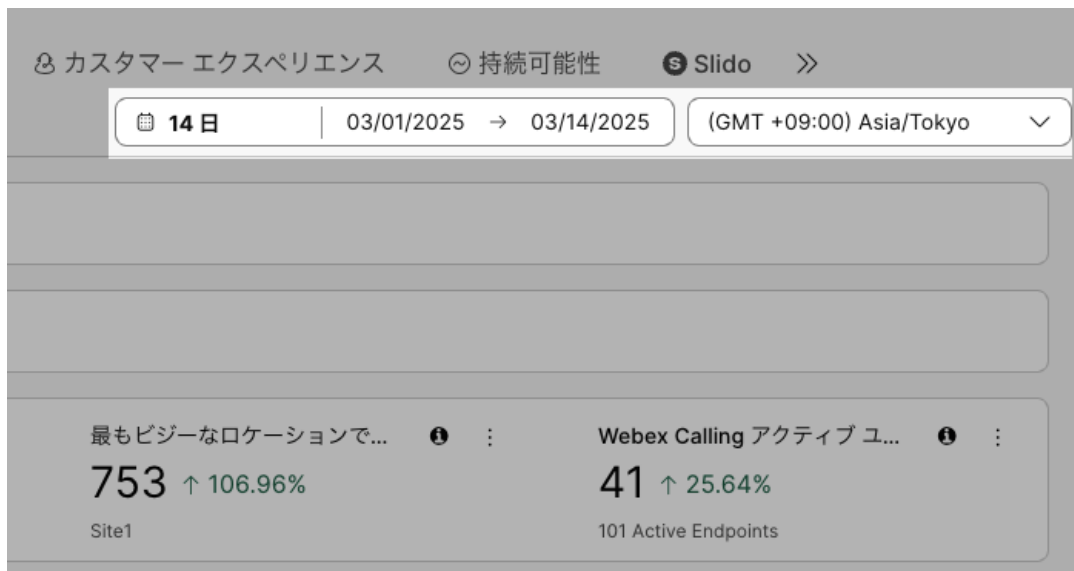 カスタマー エクスペリエンス 持続可能性 Slido
14 日 03/01/2025 → 03/14/2025 (GMT +09:00) Asia/Tokyo
最もビジーなロケーションで...
753 ↑ 106.96%
Site1
Webex Calling アクティブ ユ...
41 ↑ 25.64%
101 Active Endpoints